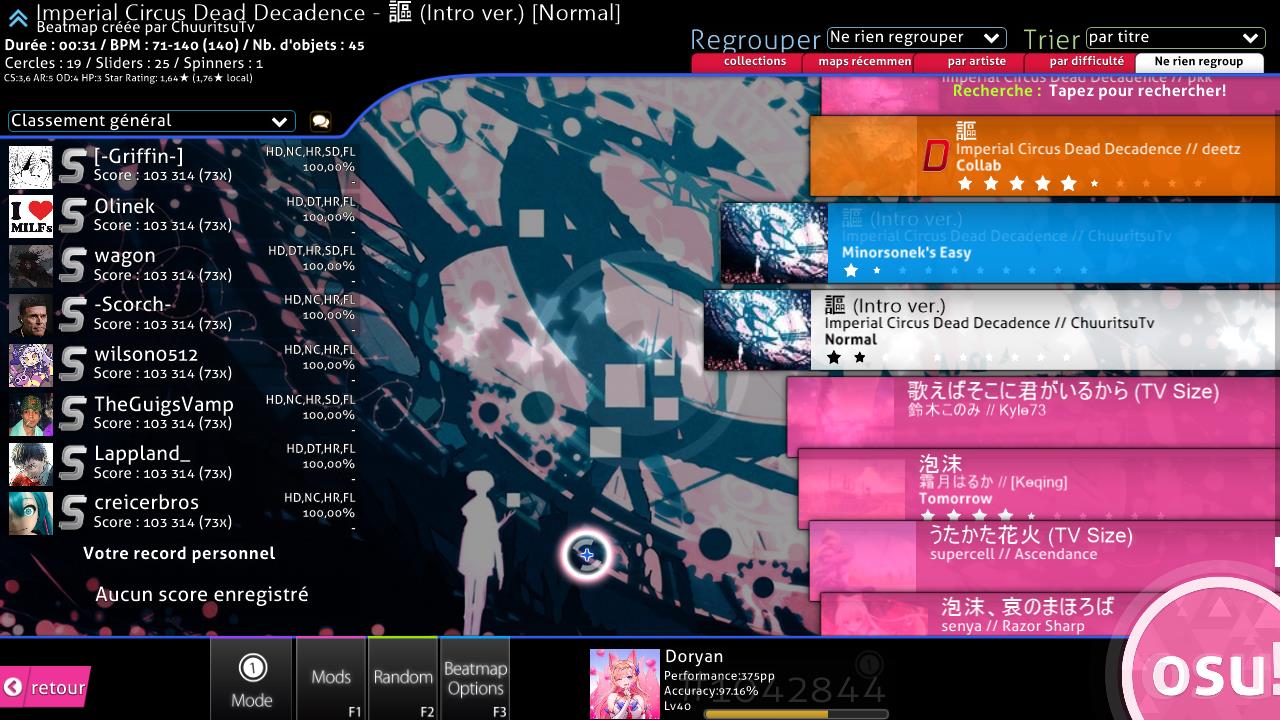 Imperial Circus Dead Decadence - 謳 (Intro ver.) [Normal]
Beatmap créée par ChuuritsuTv
Durée : 00:31 / BPM : 71-140 (140) / Nb. d'objets : 45
Cercles : 19 / Sliders : 25 / Spinners : 1
CS:3,6 AR:5 OD:4 HP:3 Star Rating: 1,64★ (1,76★ local)
Regrouper
Ne rien regrouper
Trier
par titre
collections
maps récemmen
par artiste
par difficulté
Ne rien regroup
Imperial Circus Dead Decadence // pkk
Recherche : Tapez pour rechercher!
Classement général
[-Griffin-]
Score : 103 314 (73x)
HD,NC,HR,SD,FL
100,00%
-
Olinek
Score : 103 314 (73x)
HD,DT,HR,FL
100,00%
-
I ❤ MILFs
wagon
Score : 103 314 (73x)
HD,DT,HR,SD,FL
100,00%
-
-Scorch-
Score : 103 314 (73x)
HD,NC,HR,FL
100,00%
-
wilson0512
Score : 103 314 (73x)
HD,NC,HR,FL
100,00%
-
TheGuigsVamp
Score : 103 314 (73x)
HD,NC,HR,SD,FL
100,00%
-
Lappland_
Score : 103 314 (73x)
HD,DT,HR,FL
100,00%
-
creicerbros
Score : 103 314 (73x)
HD,NC,HR,FL
100,00%
-
Votre record personnel
Aucun score enregistré
謳
Imperial Circus Dead Decadence // deetz
Collab
D
謳 (Intro ver.)
Imperial Circus Dead Decadence // ChuuritsuTv
Minorsonek's Easy
謳 (Intro ver.)
Imperial Circus Dead Decadence // ChuuritsuTv
Normal
歌えばそこに君がいるから (TV Size)
鈴木このみ // Kyle73
泡沫
霜月はるか // [Keqing]
Tomorrow
うたかた花火 (TV Size)
supercell // Ascendance
泡沫、哀のまほろば
senya // Razor Sharp
retour
1
Mode
Mods
F1
Random
F2
Beatmap
Options
F3
Doryan
Performance:375pp
Accuracy:97.16%
Lv40
osu!